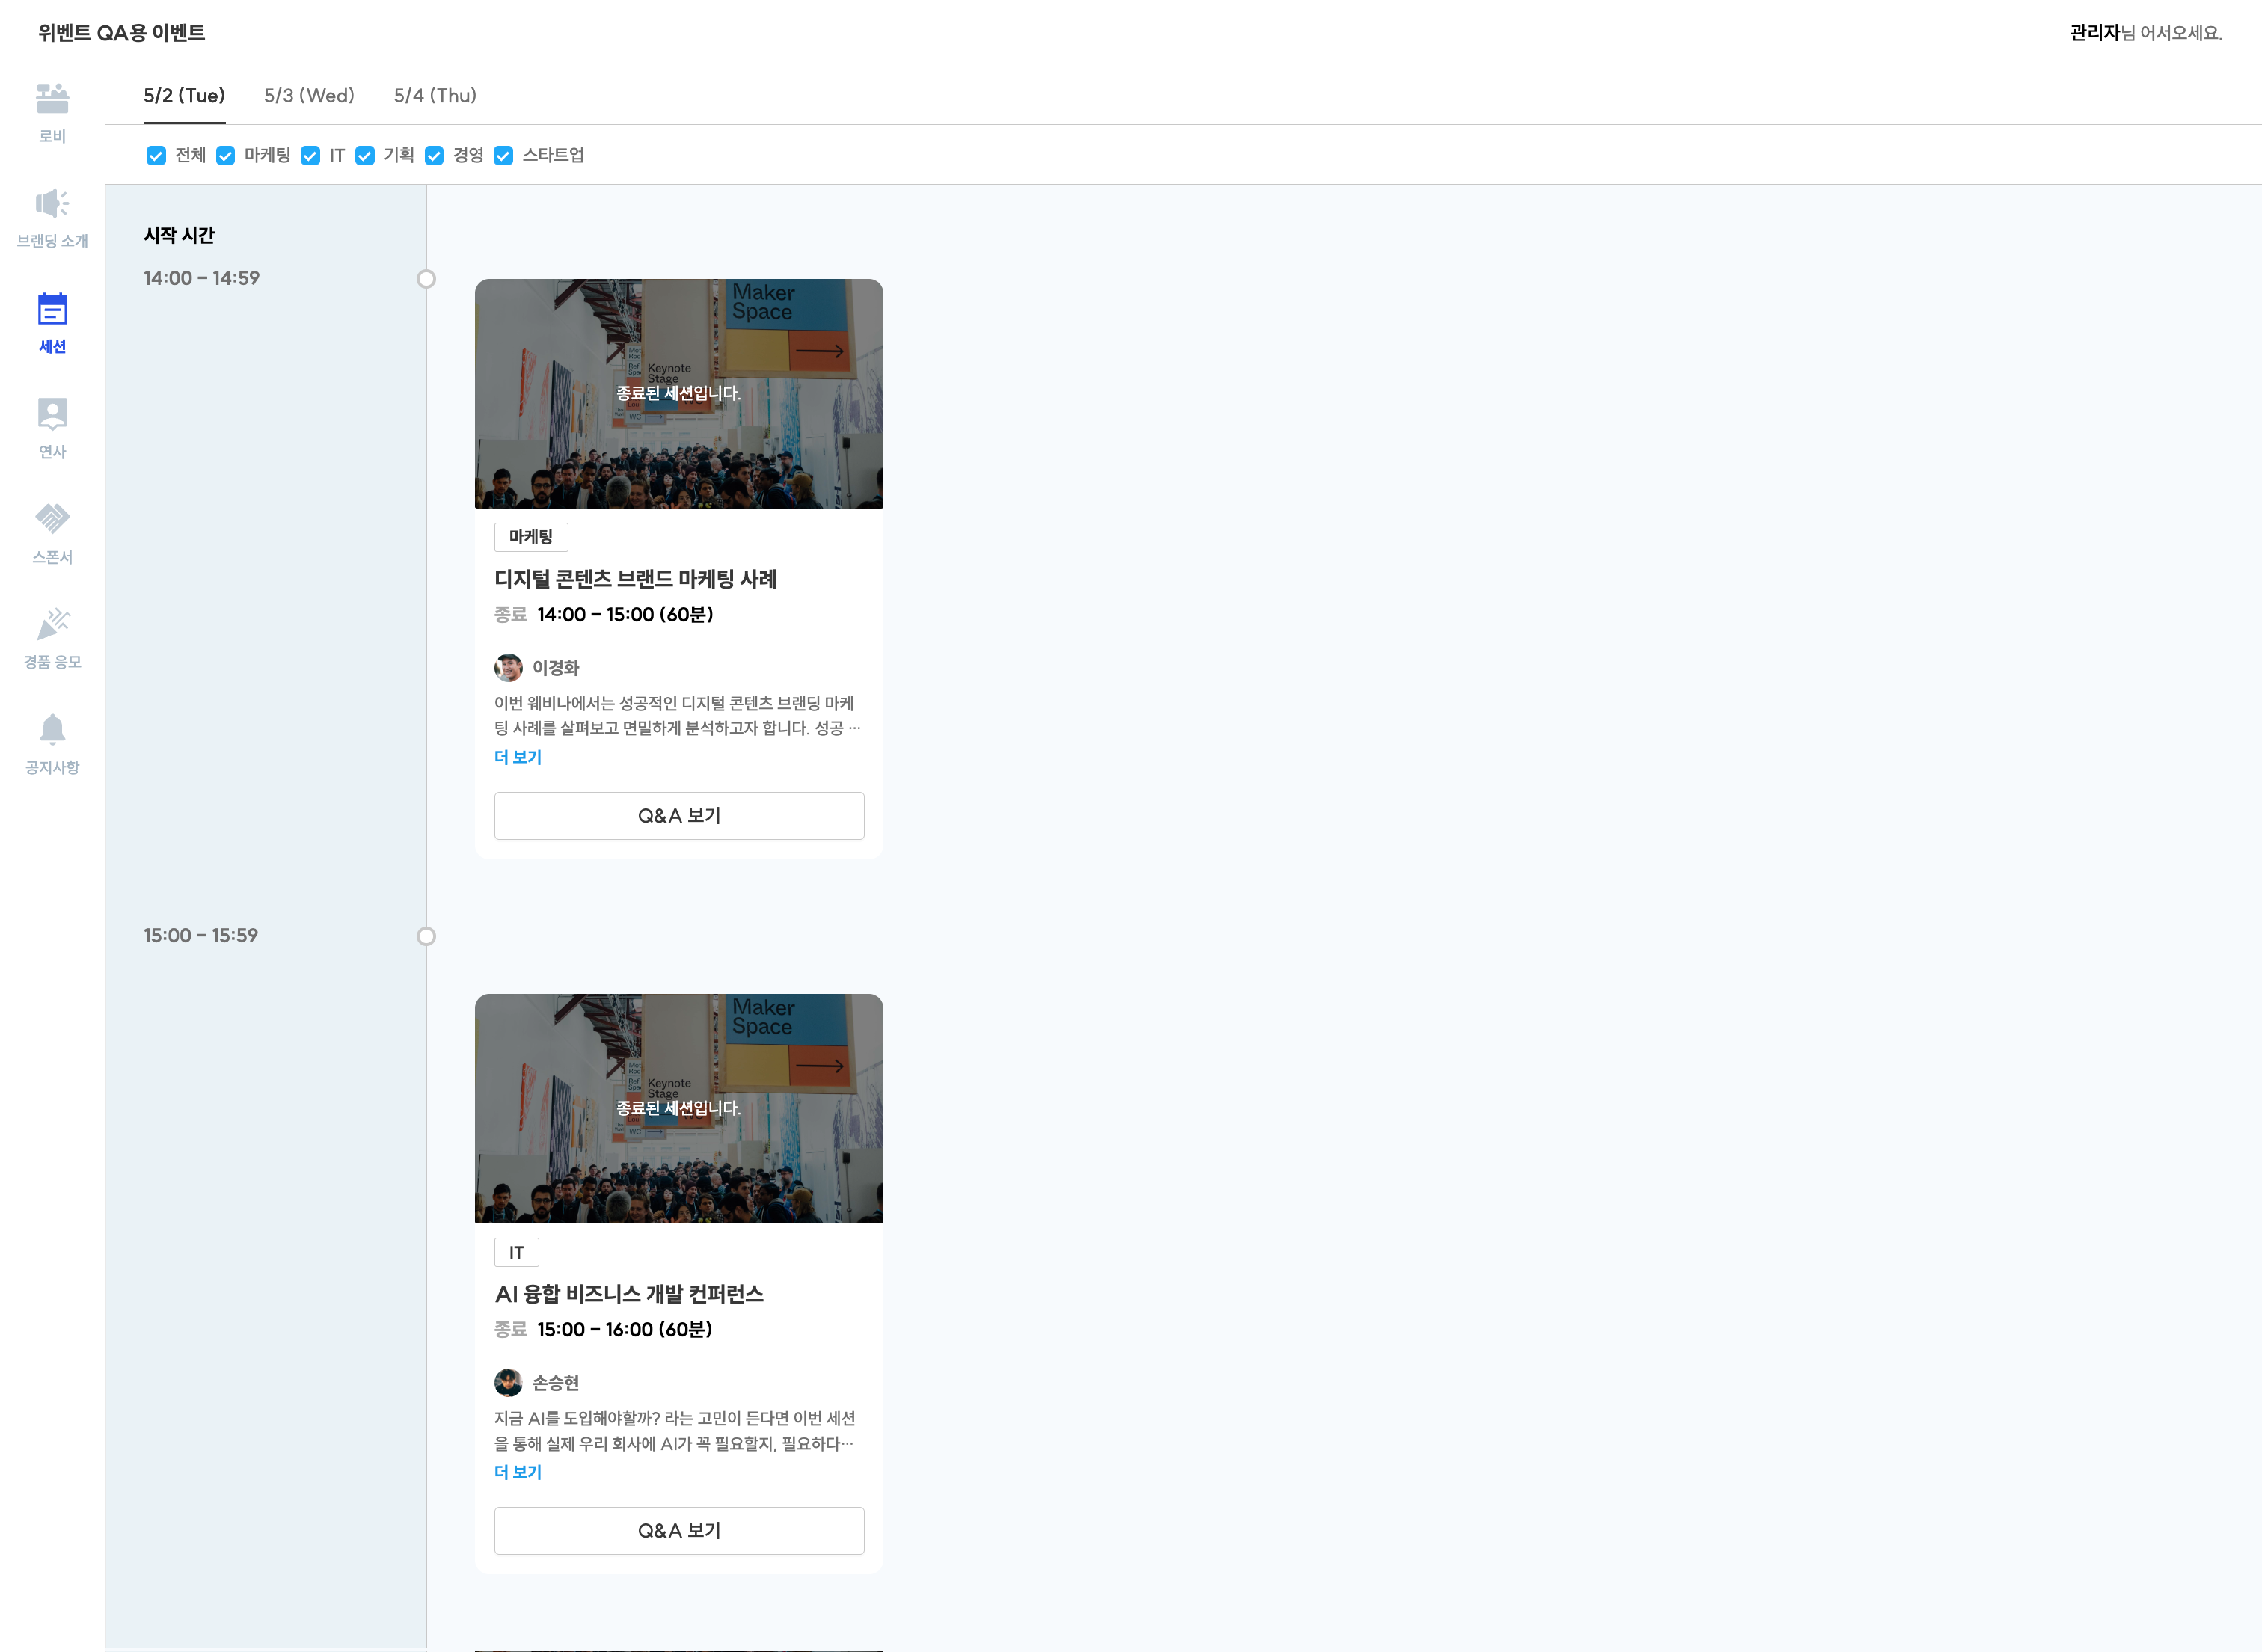 위벤트 QA용 이벤트
관리자님 어서오세요.
로비
브랜딩 소개
세션
연사
스폰서
경품 응모
공지사항
5/2 (Tue) 5/3 (Wed) 5/4 (Thu)
전체 마케팅 IT 기획 경영 스타트업
시작 시간
14:00 – 14:59
Maker
Space
Keynote
Stage
종료된 세션입니다.
마케팅
디지털 콘텐츠 브랜드 마케팅 사례
종료 14:00 – 15:00 (60분)
이경화
이번 웨비나에서는 성공적인 디지털 콘텐츠 브랜딩 마케
팅 사례를 살펴보고 면밀하게 분석하고자 합니다. 성공 …
더 보기
Q&A 보기
15:00 – 15:59
Maker
Space
Keynote
Stage
종료된 세션입니다.
IT
AI 융합 비즈니스 개발 컨퍼런스
종료 15:00 – 16:00 (60분)
손승현
지금 AI를 도입해야할까? 라는 고민이 든다면 이번 세션
을 통해 실제 우리 회사에 AI가 꼭 필요할지, 필요하다…
더 보기
Q&A 보기